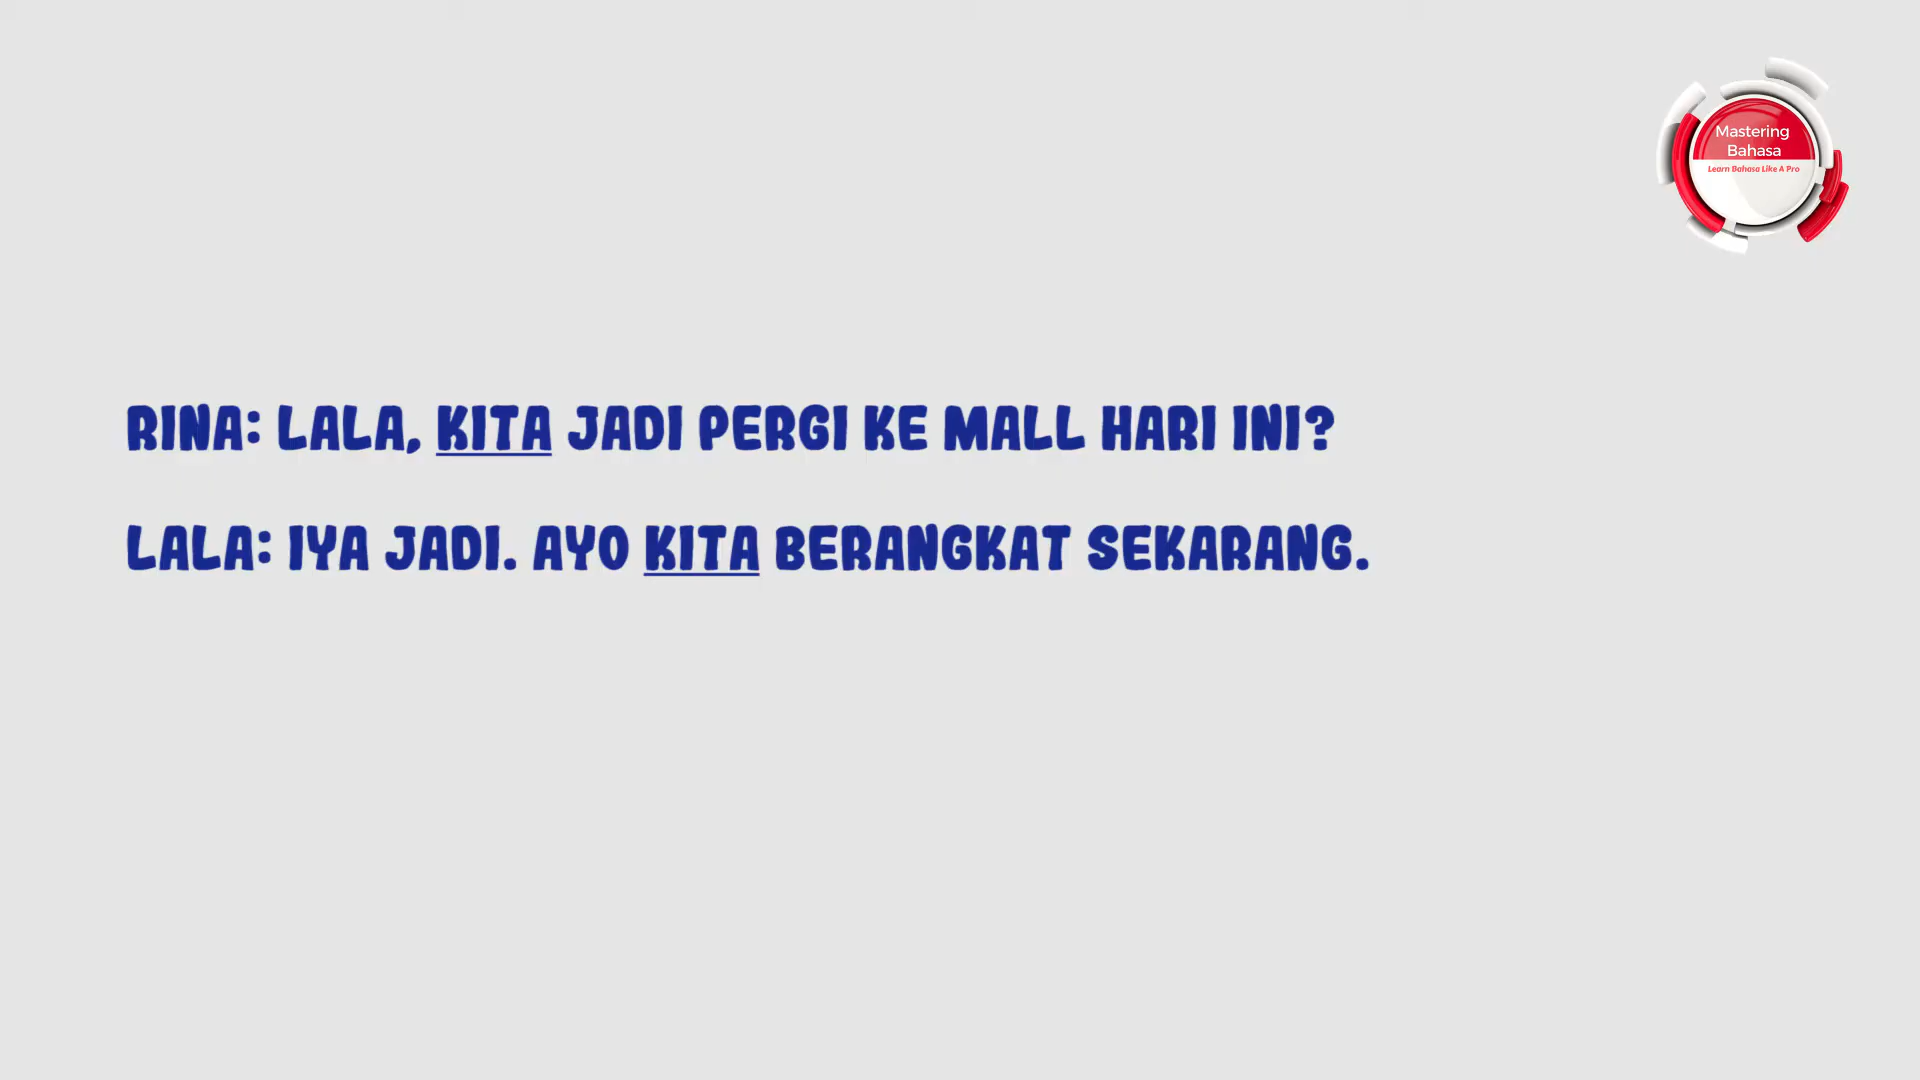 Mastering
Bahasa
Learn Bahasa Like A Pro
RINA: LALA, KITA JADI PERGI KE MALL HARI INI?
LALA: IYA JADI. AYO KITA BERANGKAT SEKARANG.